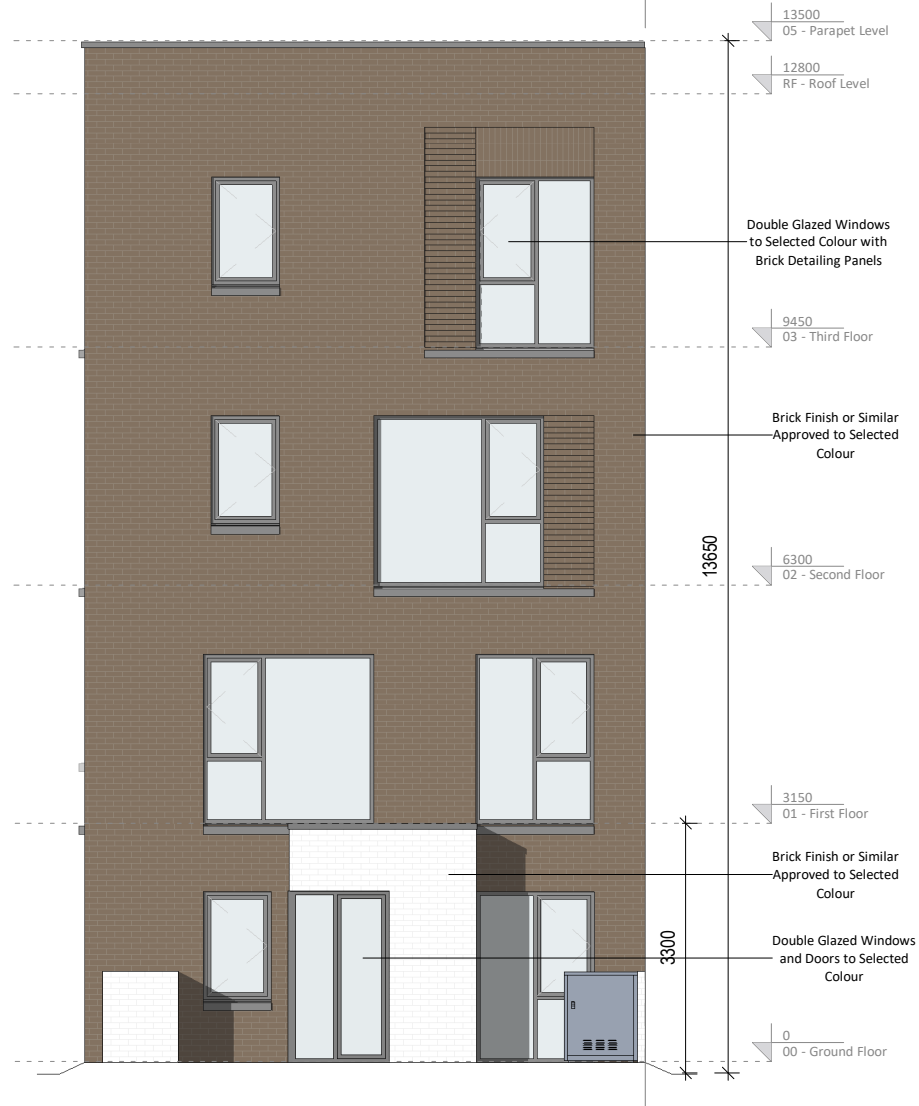 13500
05 - Parapet Level
12800
RF - Roof Level
Double Glazed Windows
to Selected Colour with
Brick Detailing Panels
9450
03 - Third Floor
Brick Finish or Similar
Approved to Selected
Colour
13650
6300
02 - Second Floor
3150
01 - First Floor
Brick Finish or Similar
Approved to Selected
Colour
3300
Double Glazed Windows
and Doors to Selected
Colour
0
00 - Ground Floor